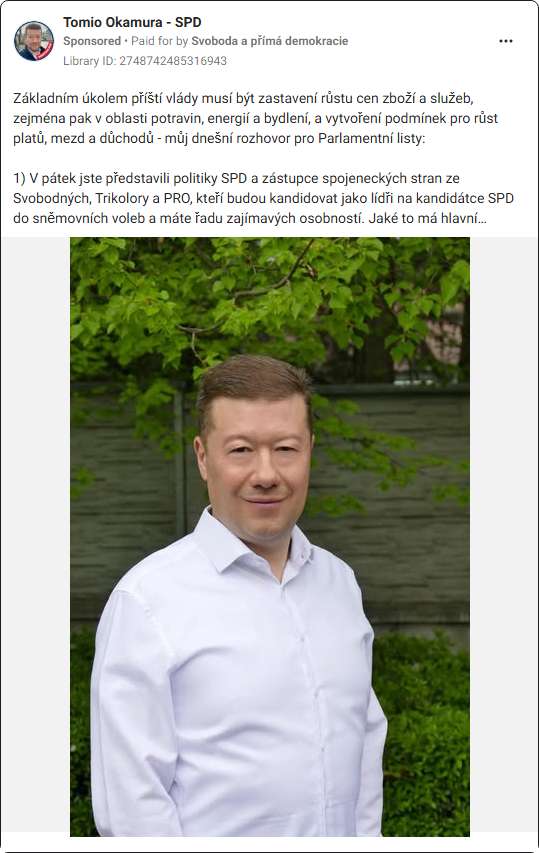 Tomio Okamura - SPD
Sponsored • Paid for by Svoboda a přímá demokracie
Library ID: 2748742485316943
Základním úkolem příští vlády musí být zastavení růstu cen zboží a služeb,
zejména pak v oblasti potravin, energií a bydlení, a vytvoření podmínek pro růst
platů, mezd a důchodů - můj dnešní rozhovor pro Parlamentní listy:
1) V pátek jste představili politiky SPD a zástupce spojeneckých stran ze
Svobodných, Trikolory a PRO, kteří budou kandidovat jako lídři na kandidátce SPD
do sněmovních voleb a máte řadu zajímavých osobností. Jaké to má hlavní…